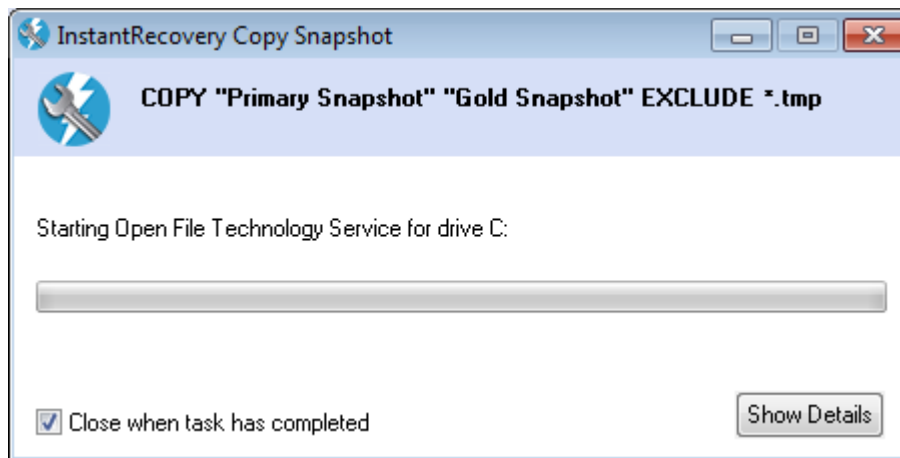 InstantRecovery Copy Snapshot
COPY "Primary Snapshot" "Gold Snapshot" EXCLUDE *.tmp
Starting Open File Technology Service for drive C:
Close when task has completed
Show Details